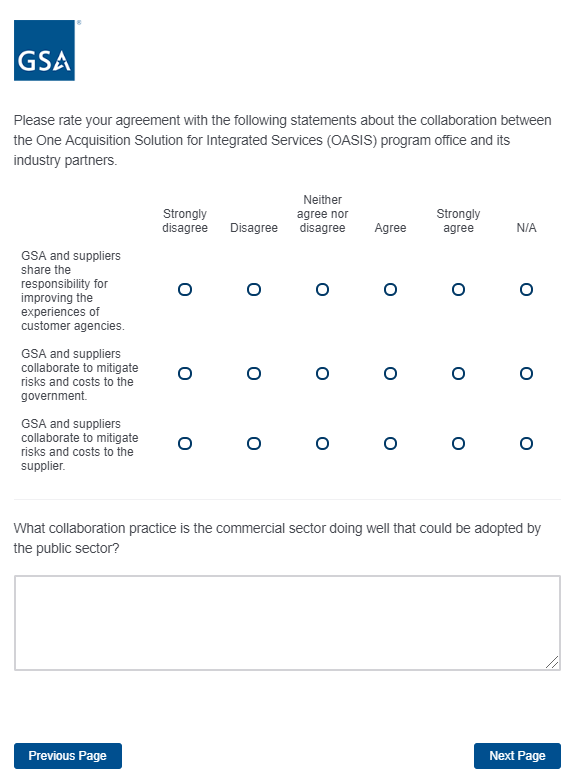 GSA
®
Please rate your agreement with the following statements about the collaboration between
the One Acquisition Solution for Integrated Services (OASIS) program office and its
industry partners.
Strongly
disagree
Disagree
Neither
agree nor
disagree
Agree
Strongly
agree
N/A
GSA and suppliers
share the
responsibility for
improving the
experiences of
customer agencies.
GSA and suppliers
collaborate to mitigate
risks and costs to the
government.
GSA and suppliers
collaborate to mitigate
risks and costs to the
supplier.
What collaboration practice is the commercial sector doing well that could be adopted by
the public sector?
Previous Page
Next Page